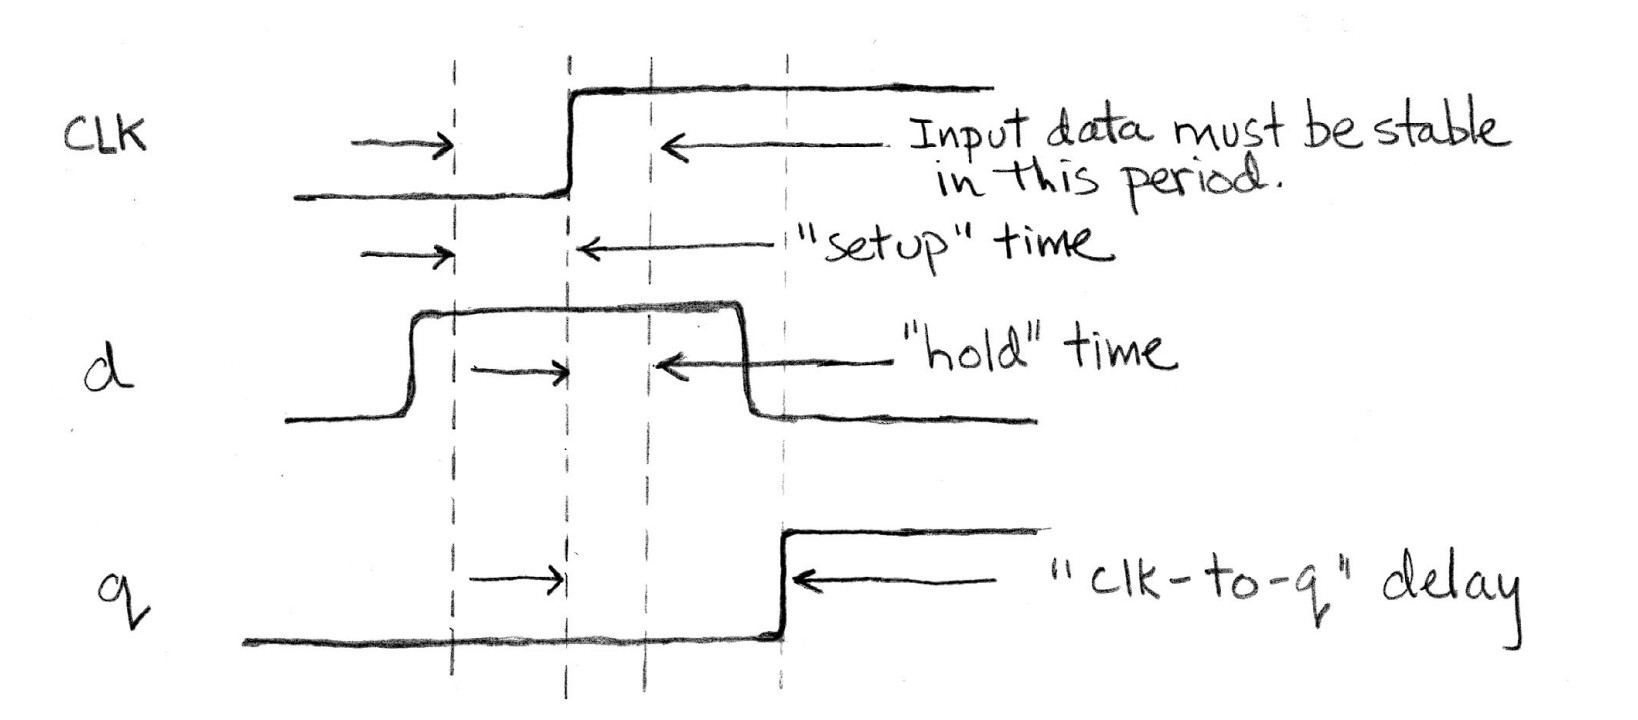 CLK
Input data must be stable
in this period.
"setup" time
d
"hold" time
q
"clk-to-q" delay